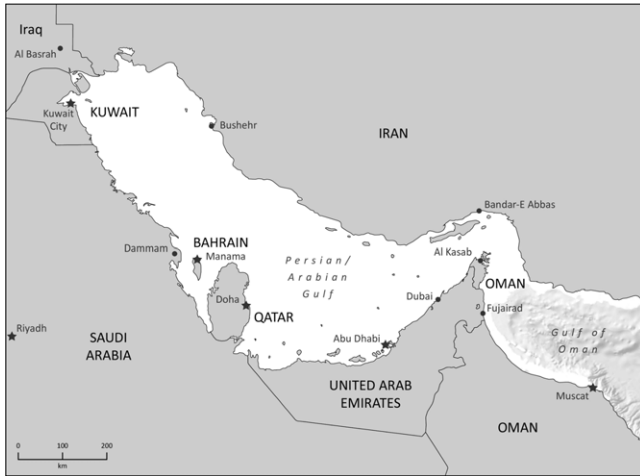 Iraq
Al Basrah
Kuwait
City
KUWAIT
Bushehr
IRAN
Bandar-E Abbas
Dammam
BAHRAIN
Manama
Persian/
Arabian
Gulf
Al Kasab
OMAN
Doha
QATAR
Dubai
Fujairad
Riyadh
SAUDI
ARABIA
Abu Dhabi
Gulf of
Oman
UNITED ARAB
EMIRATES
Muscat
OMAN
0 100 200
km